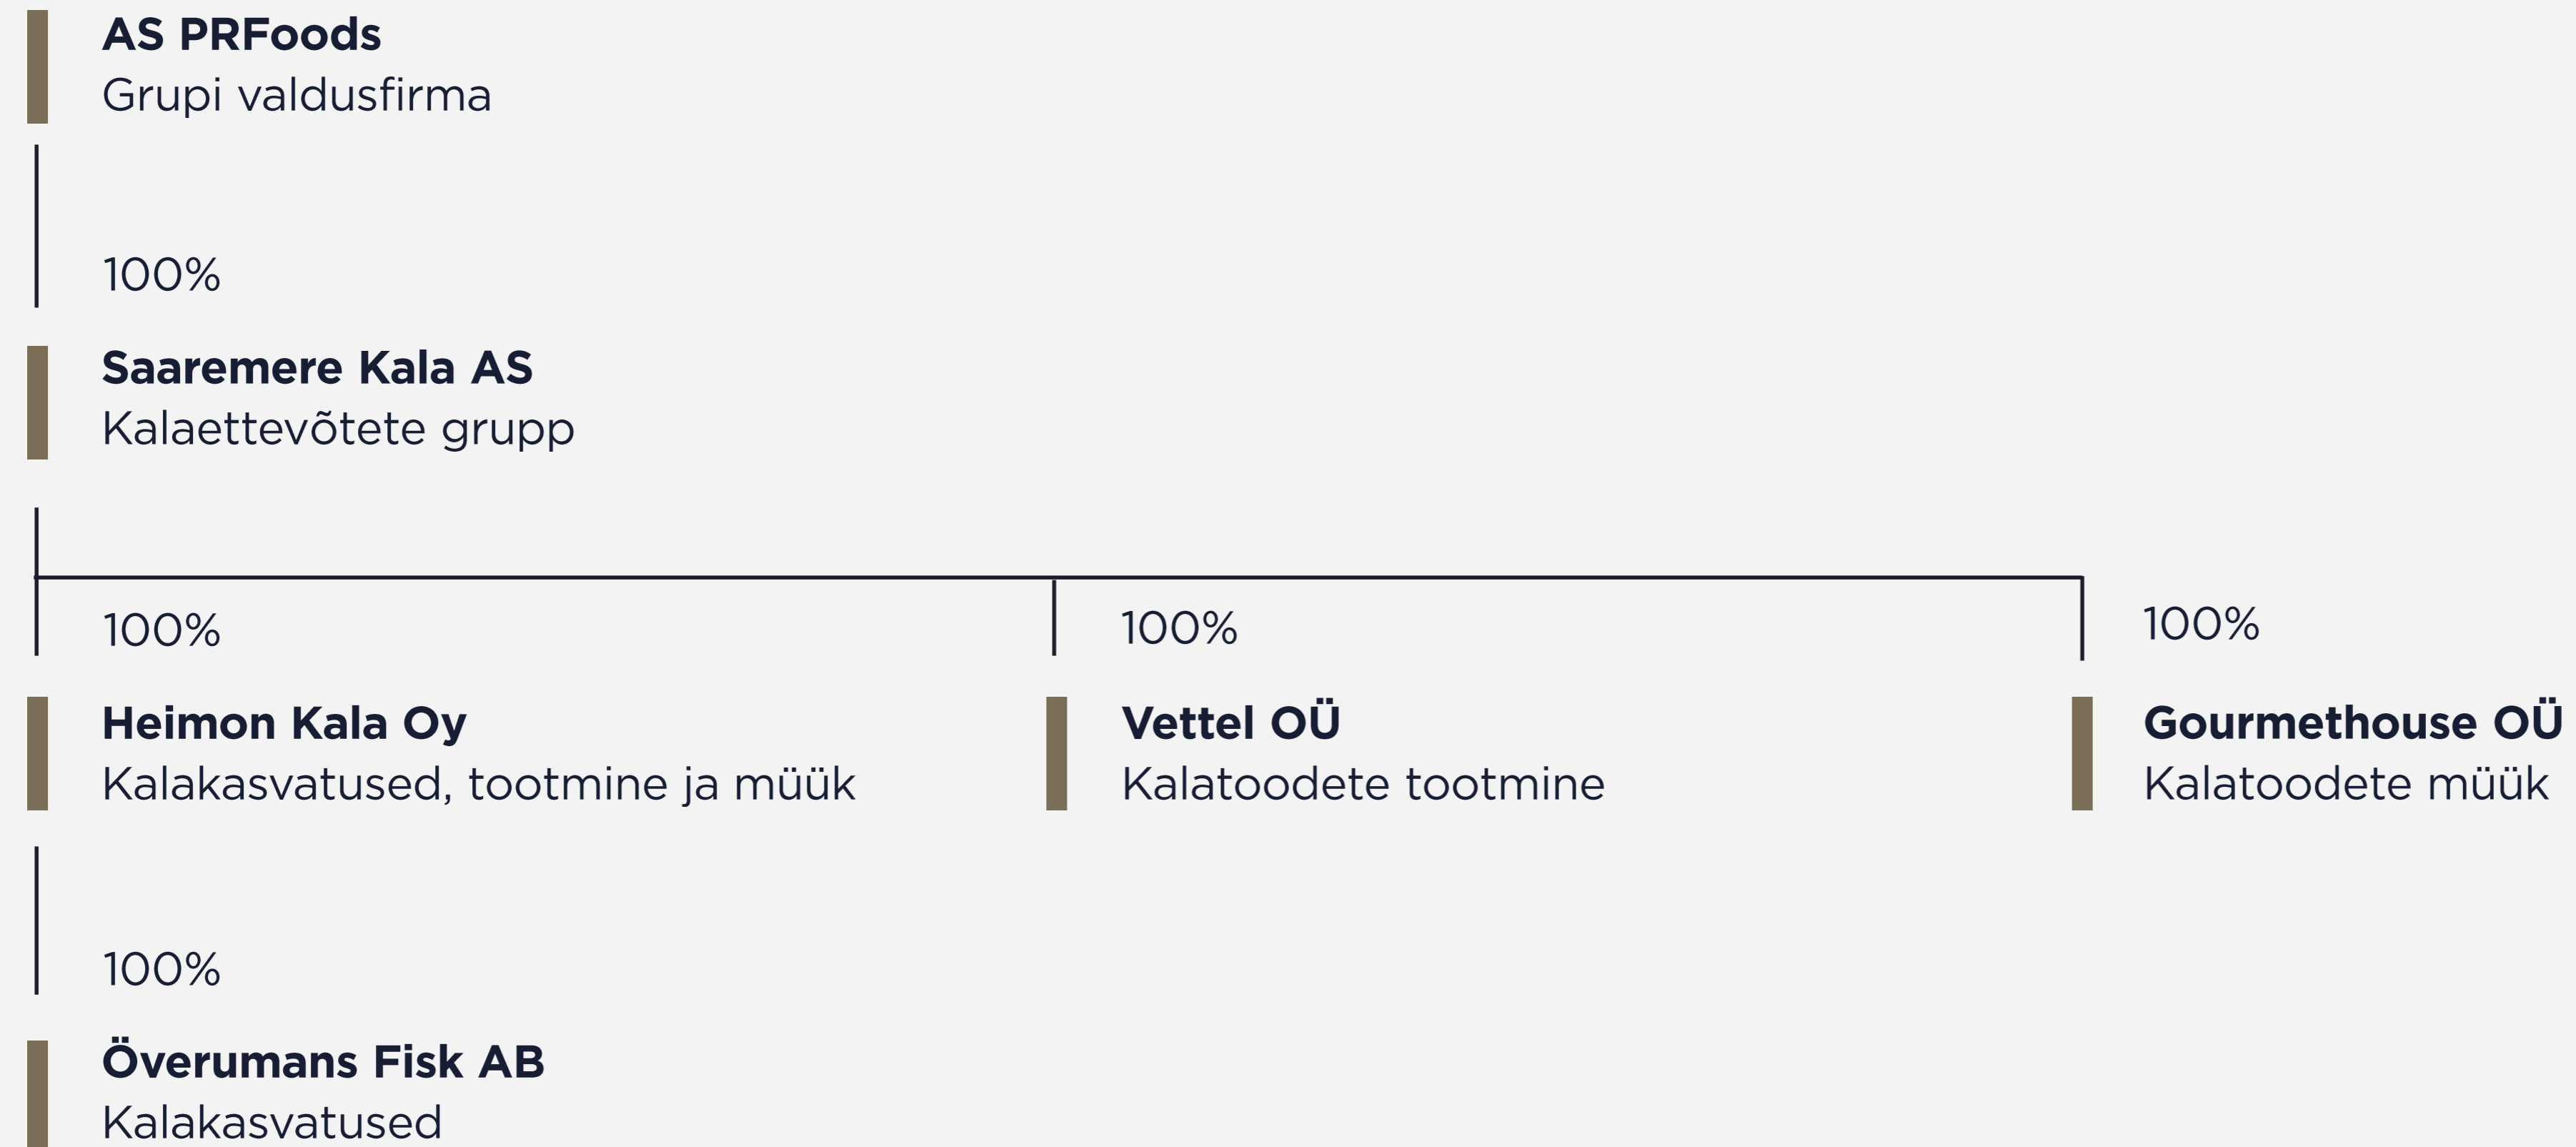 AS PRFoods
Grupi valdusfirma
100%
Saaremere Kala AS
Kalaettevõtete grupp
100%
100%
100%
Heimon Kala Oy
Kalakasvatused, tootmine ja müük
Vettel OÜ
Kalatoodete tootmine
Gourmethouse OÜ
Kalatoodete müük
100%
Överumans Fisk AB
Kalakasvatused